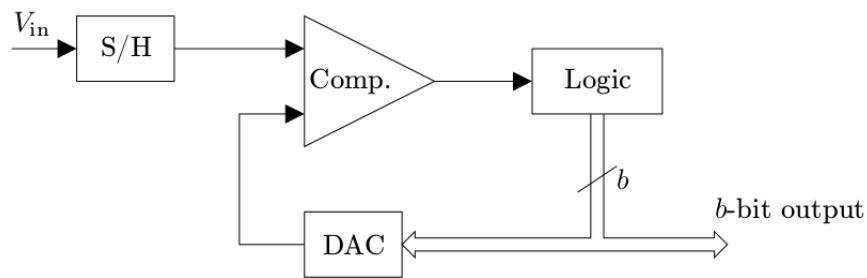 V_in
S/H
Comp.
Logic
b
b-bit output
DAC